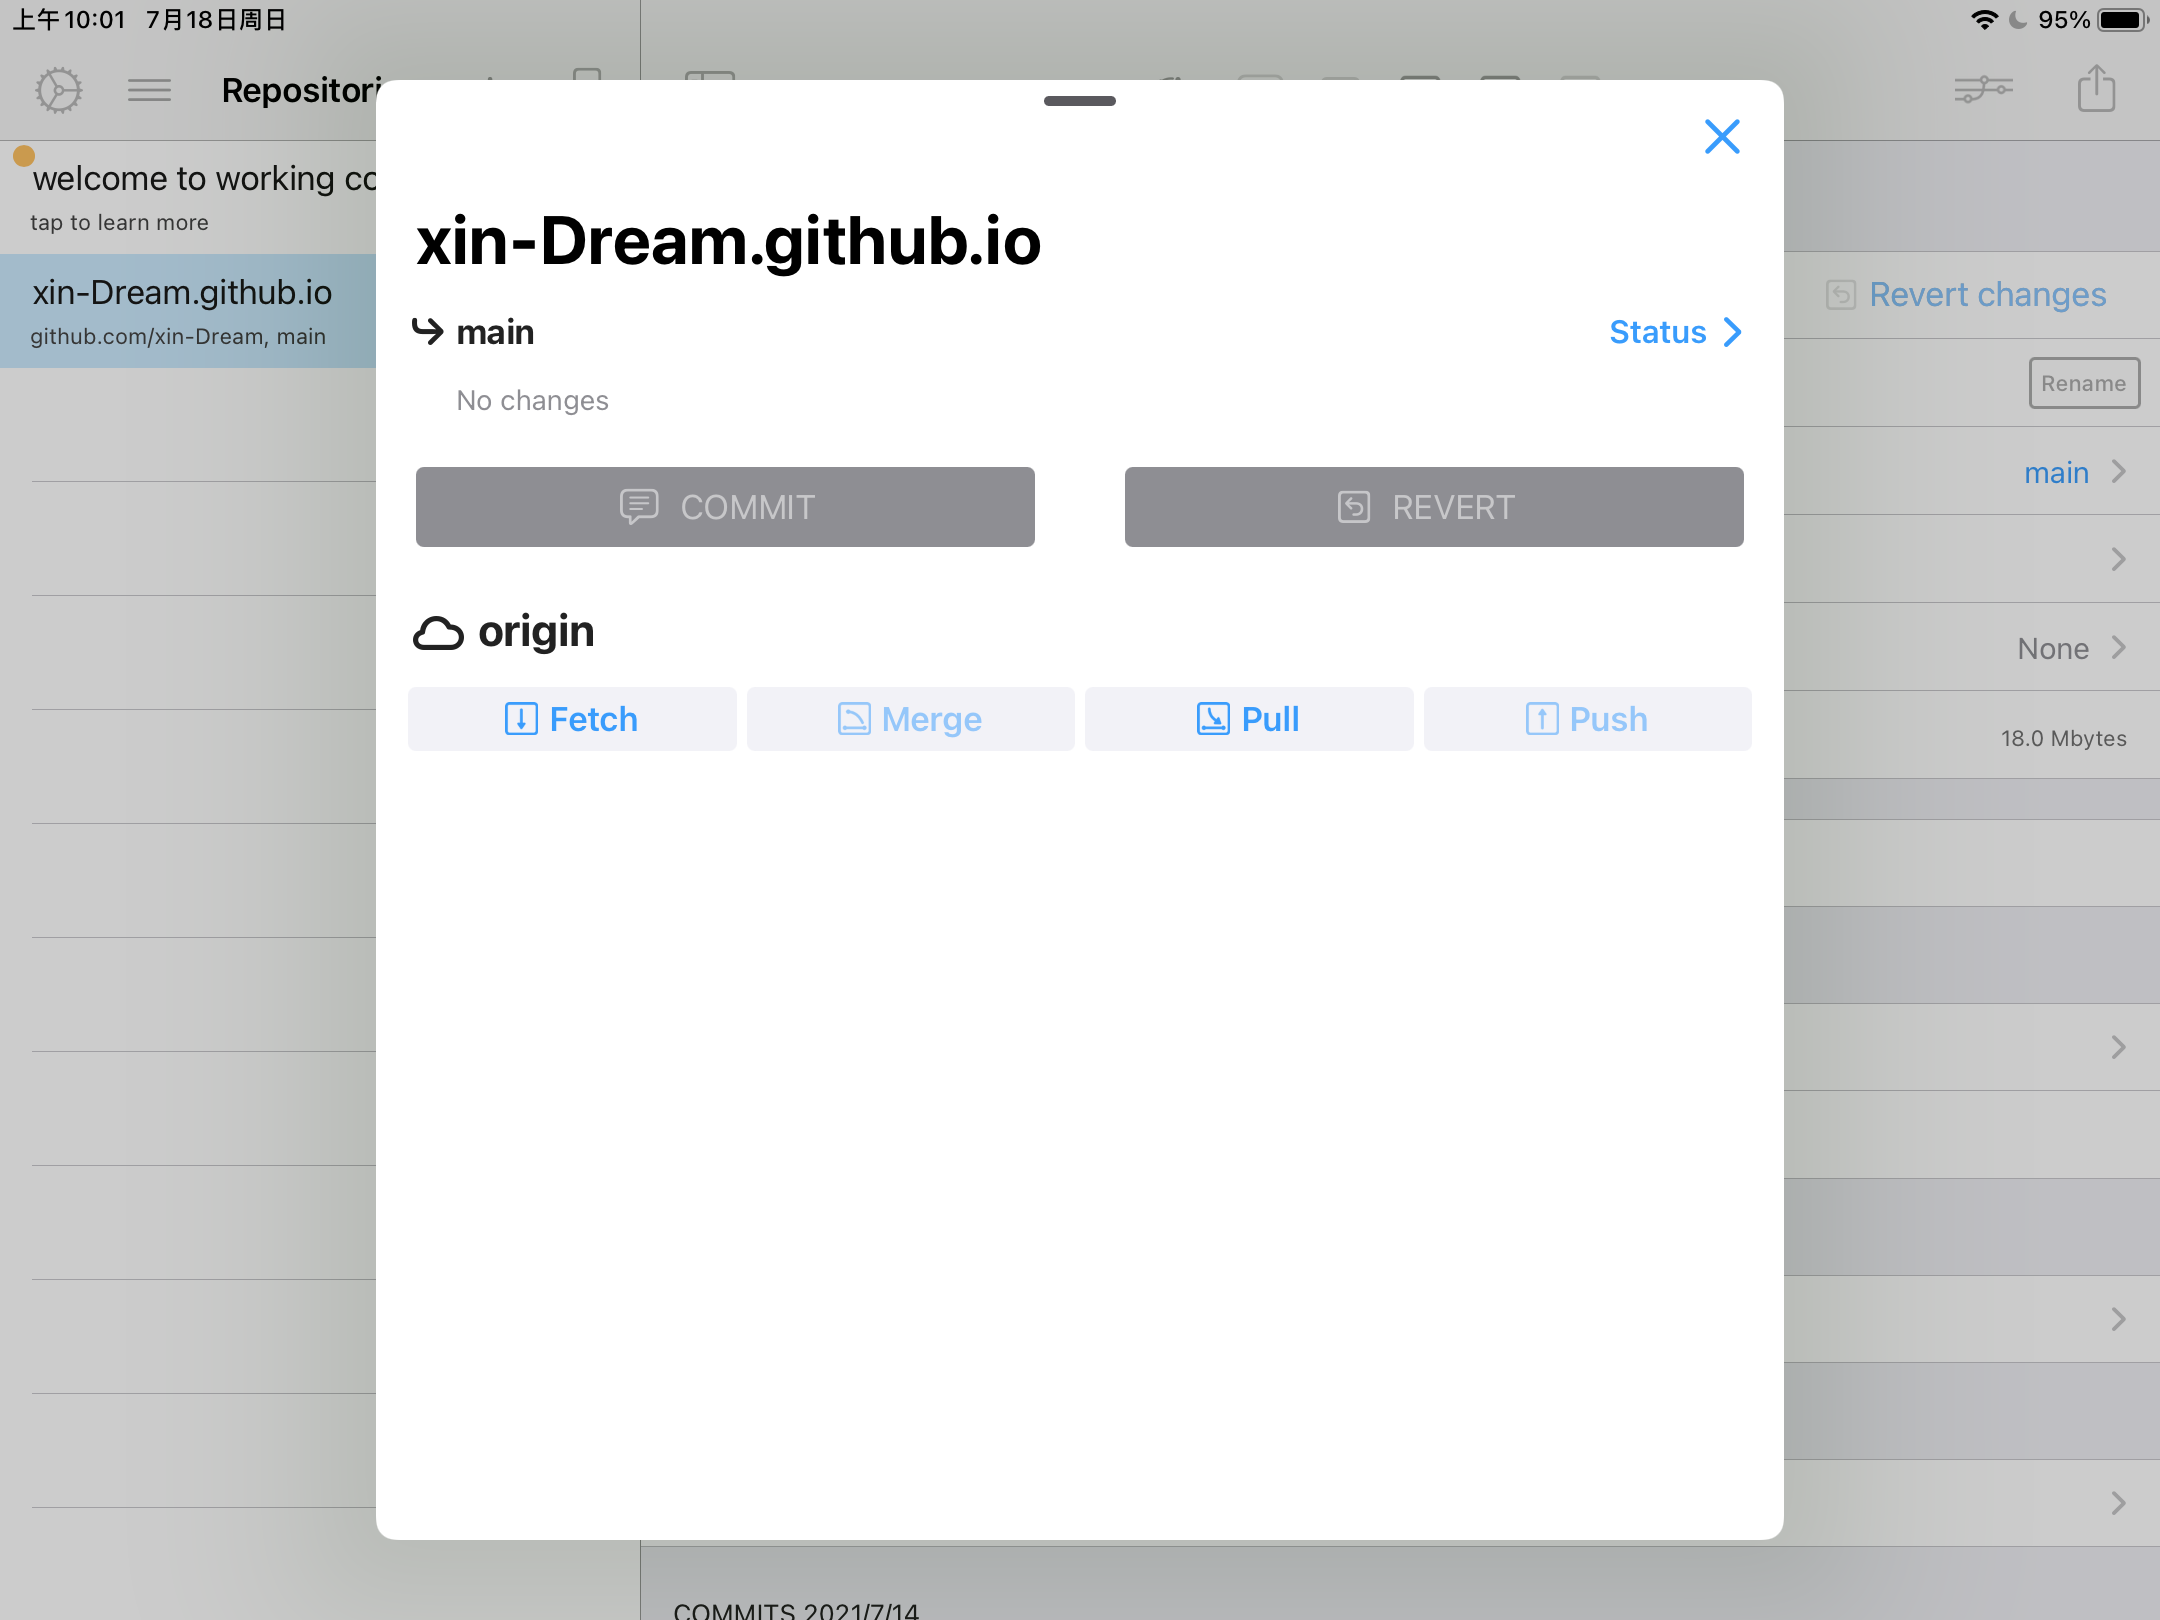 上午10:01 7月18日周日
95%
Repositori
welcome to working co
tap to learn more
xin-Dream.github.io
github.com/xin-Dream, main
xin-Dream.github.io
main
Status
No changes
COMMIT
REVERT
origin
Fetch
Merge
Pull
Push
Revert changes
Rename
main
None
18.0 Mbytes
COMMITS 2021/7/14